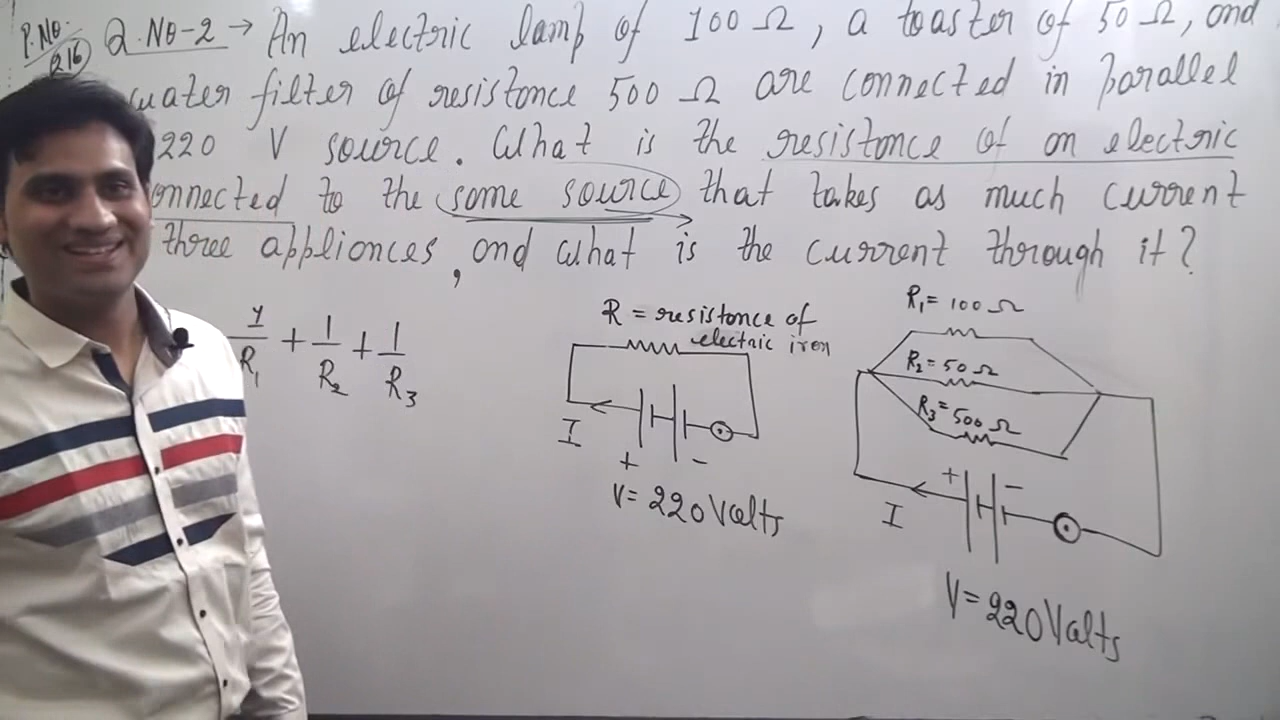 P.NO. 216 Q.NO-2 → An electric lamp of 100 Ω, a toaster of 50 Ω, and
water filter of resistance 500 Ω are connected in parallel
220 V source. What is the resistance of an electric
onnected to the same source that takes as much current
three appliances, and what is the current through it?
1/R1 + 1/R2 + 1/R3
R = resistance of
electric iron
I
+ -
V = 220 Volts
R1 = 100 Ω
R2 = 50 Ω
R3 = 500 Ω
+ -
I
V = 220 Volts